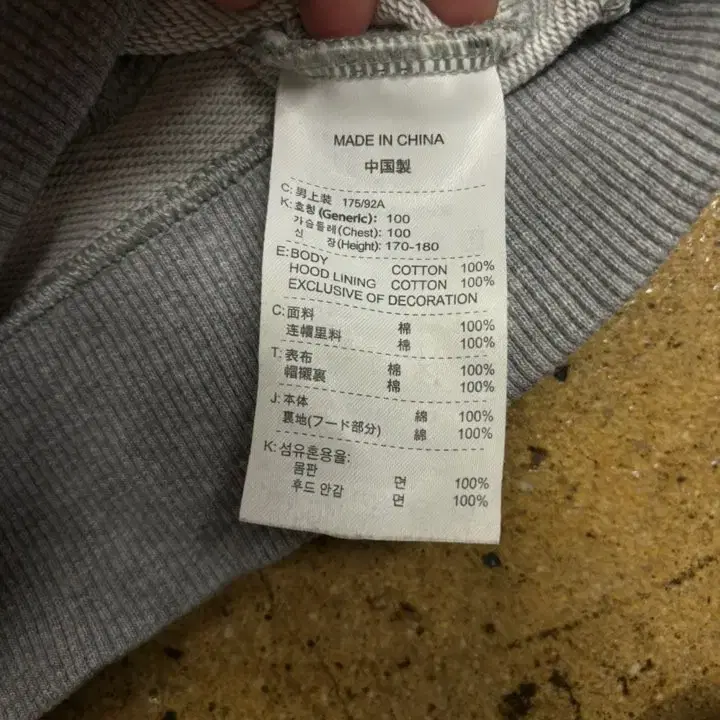 MADE IN CHINA
中国製
C: 男上裝 175/92A
K: 호칭 (Generic): 100
가슴둘레(Chest): 100
신 장(Height): 170-180
E: BODY COTTON 100%
HOOD LINING COTTON 100%
EXCLUSIVE OF DECORATION
C: 面料 棉 100%
连帽里料 棉 100%
T: 表布 棉 100%
帽襯裏 棉 100%
J: 本体 綿 100%
裏地(フード部分) 綿 100%
K: 섬유혼용율:
몸판 면 100%
후드 안감 면 100%